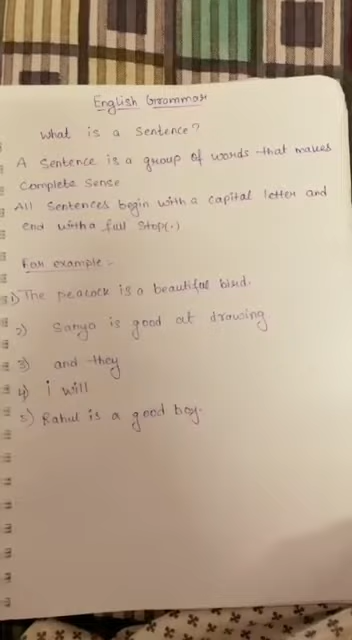 English Grammar
What is a Sentence?
A Sentence is a group of words that makes
Complete Sense
All Sentences begin with a capital letter and
end with a full Stop(.)
For example :-
1) The peacock is a beautiful bird.
2) Sanya is good at drawing
3) and they
4) i will
5) Rahul is a good boy.